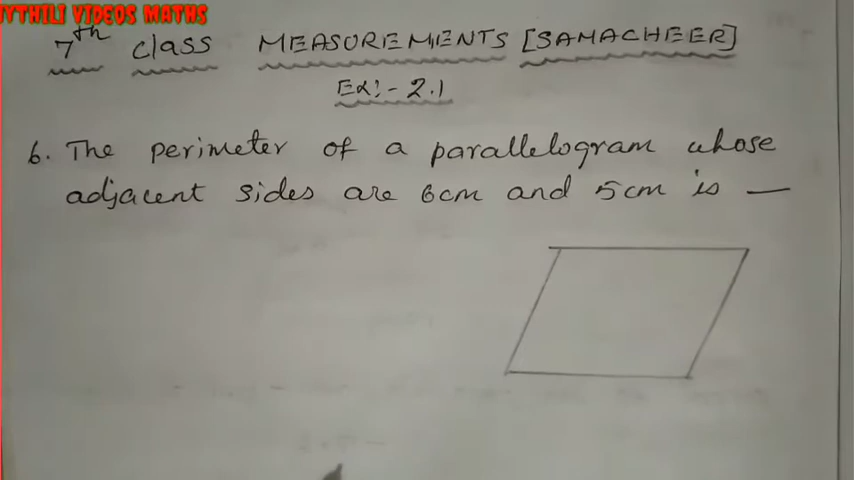 YTHILI VIDEOS MATHS
7th class MEASUREMENTS [SAMACHEER]
Ex:- 2.1
6. The perimeter of a parallelogram whose
adjacent sides are 6cm and 5cm is —